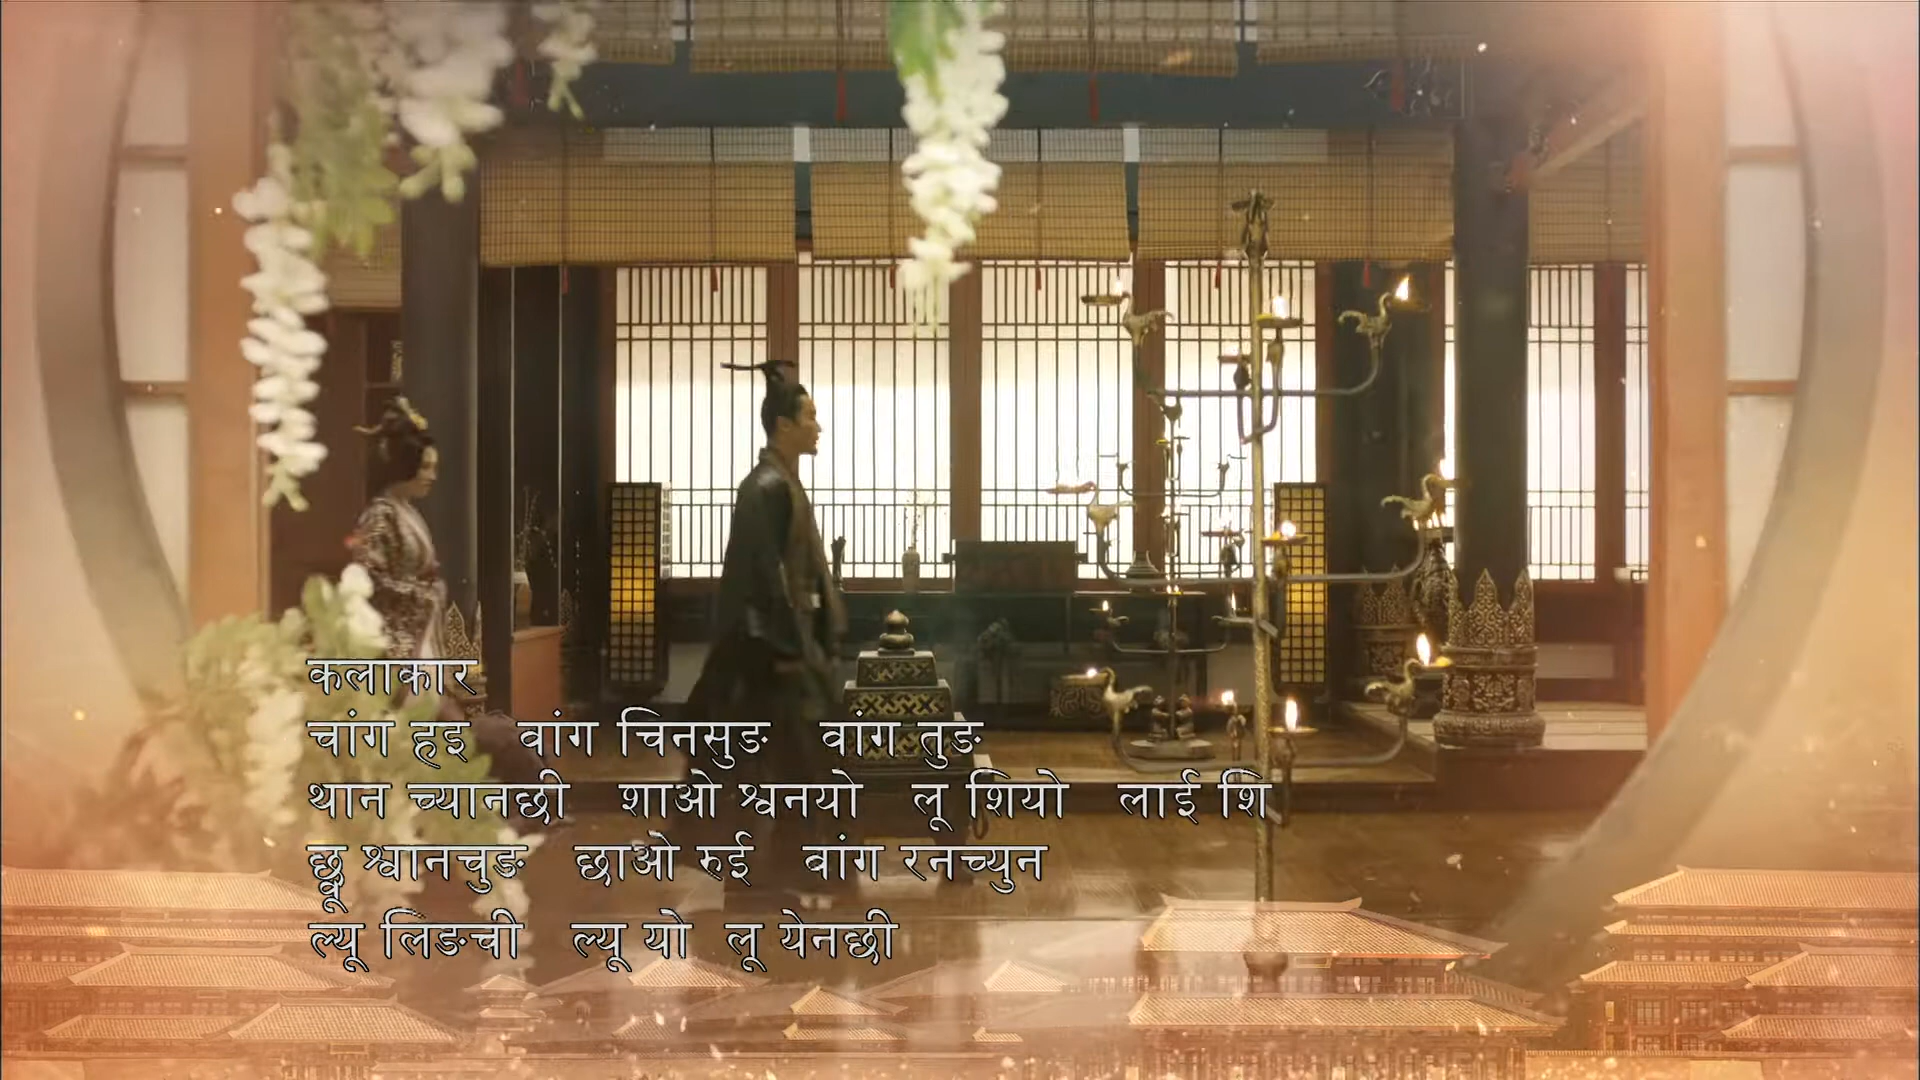 कलाकार
चांग हइ वांग चिनसुङ वांग तुङ
थान च्यानछी शाओ श्वनयो लू शियो लाई शि
छू श्वानचुङ छाओ रुई वांग रनच्युन
ल्यू लिङची ल्यू यो लू येनछी